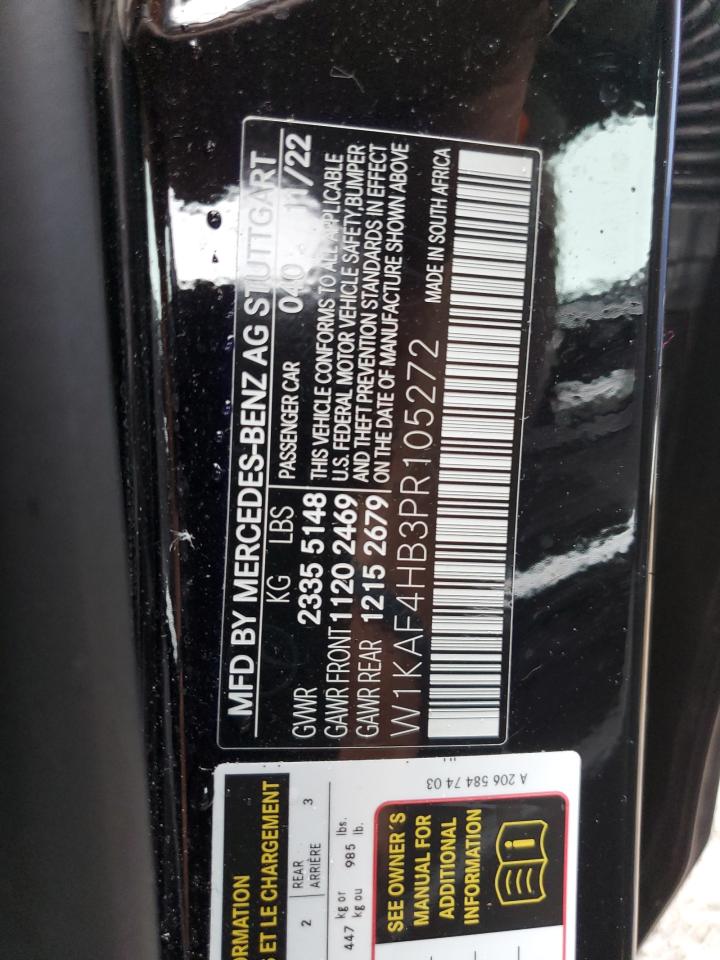 MFD BY MERCEDES-BENZ AG STUTTGART
KG LBS
GVWR 2335 5148
GAWR FRONT 1120 2469
GAWR REAR 1215 2679
PASSENGER CAR 040 11/22
THIS VEHICLE CONFORMS TO ALL APPLICABLE
U.S. FEDERAL MOTOR VEHICLE SAFETY,BUMPER
AND THEFT PREVENTION STANDARDS IN EFFECT
ON THE DATE OF MANUFACTURE SHOWN ABOVE
W1KAF4HB3PR105272
MADE IN SOUTH AFRICA
ET LE CHARGEMENT
2 REAR 3
ARRIÈRE
447 kg or 985 lbs.
kg ou lb.
SEE OWNER'S
MANUAL FOR
ADDITIONAL
INFORMATION
A 206 584 74 03